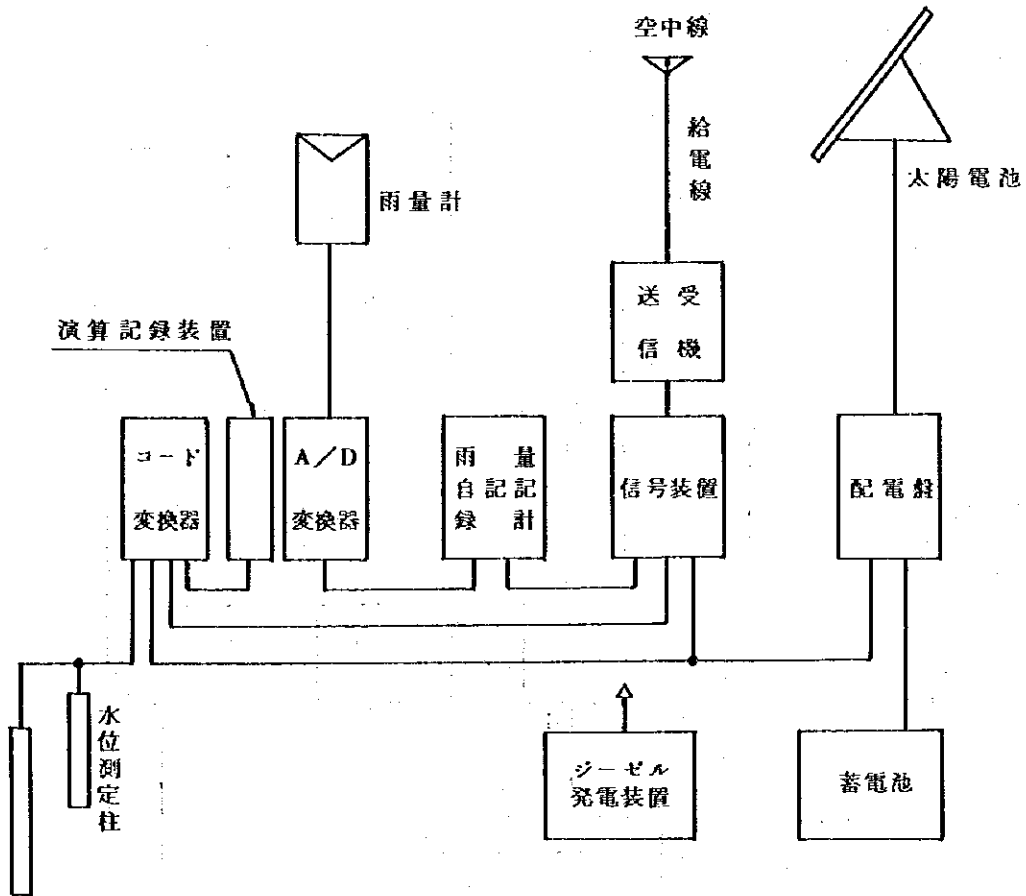 空中線
給電線
太陽電池
雨量計
送受
信機
演算記録装置
コード
変換器
A/D
変換器
雨量
自記記
録計
信号装置
配電盤
水位測定柱
ジーゼル
発電装置
蓄電池